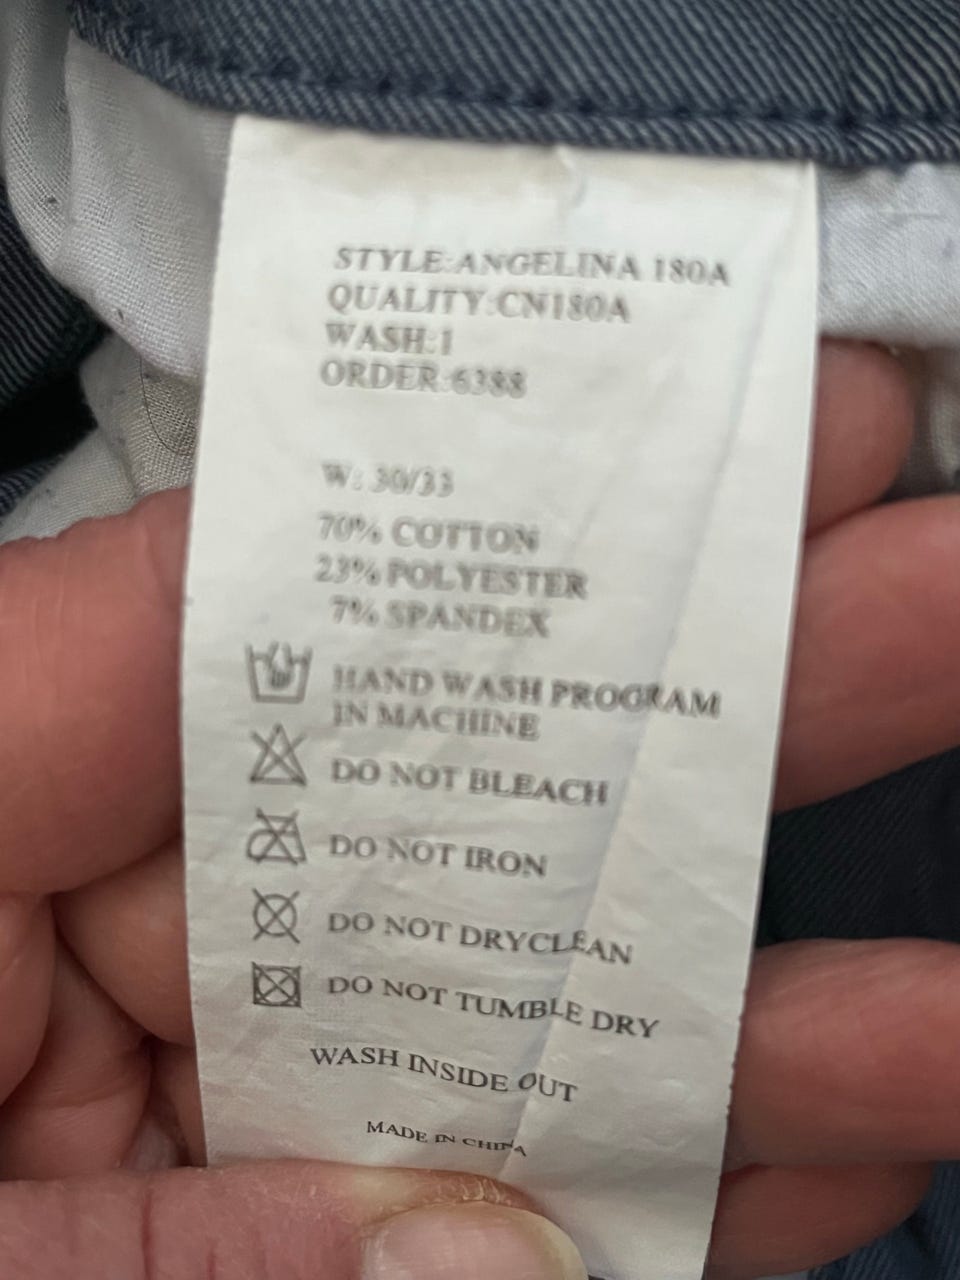 STYLE:ANGELINA 180A
QUALITY:CN180A
WASH:1
ORDER:6388
W: 30/33
70% COTTON
23% POLYESTER
7% SPANDEX
HAND WASH PROGRAM
IN MACHINE
DO NOT BLEACH
DO NOT IRON
DO NOT DRYCLEAN
DO NOT TUMBLE DRY
WASH INSIDE OUT
MADE IN CHINA